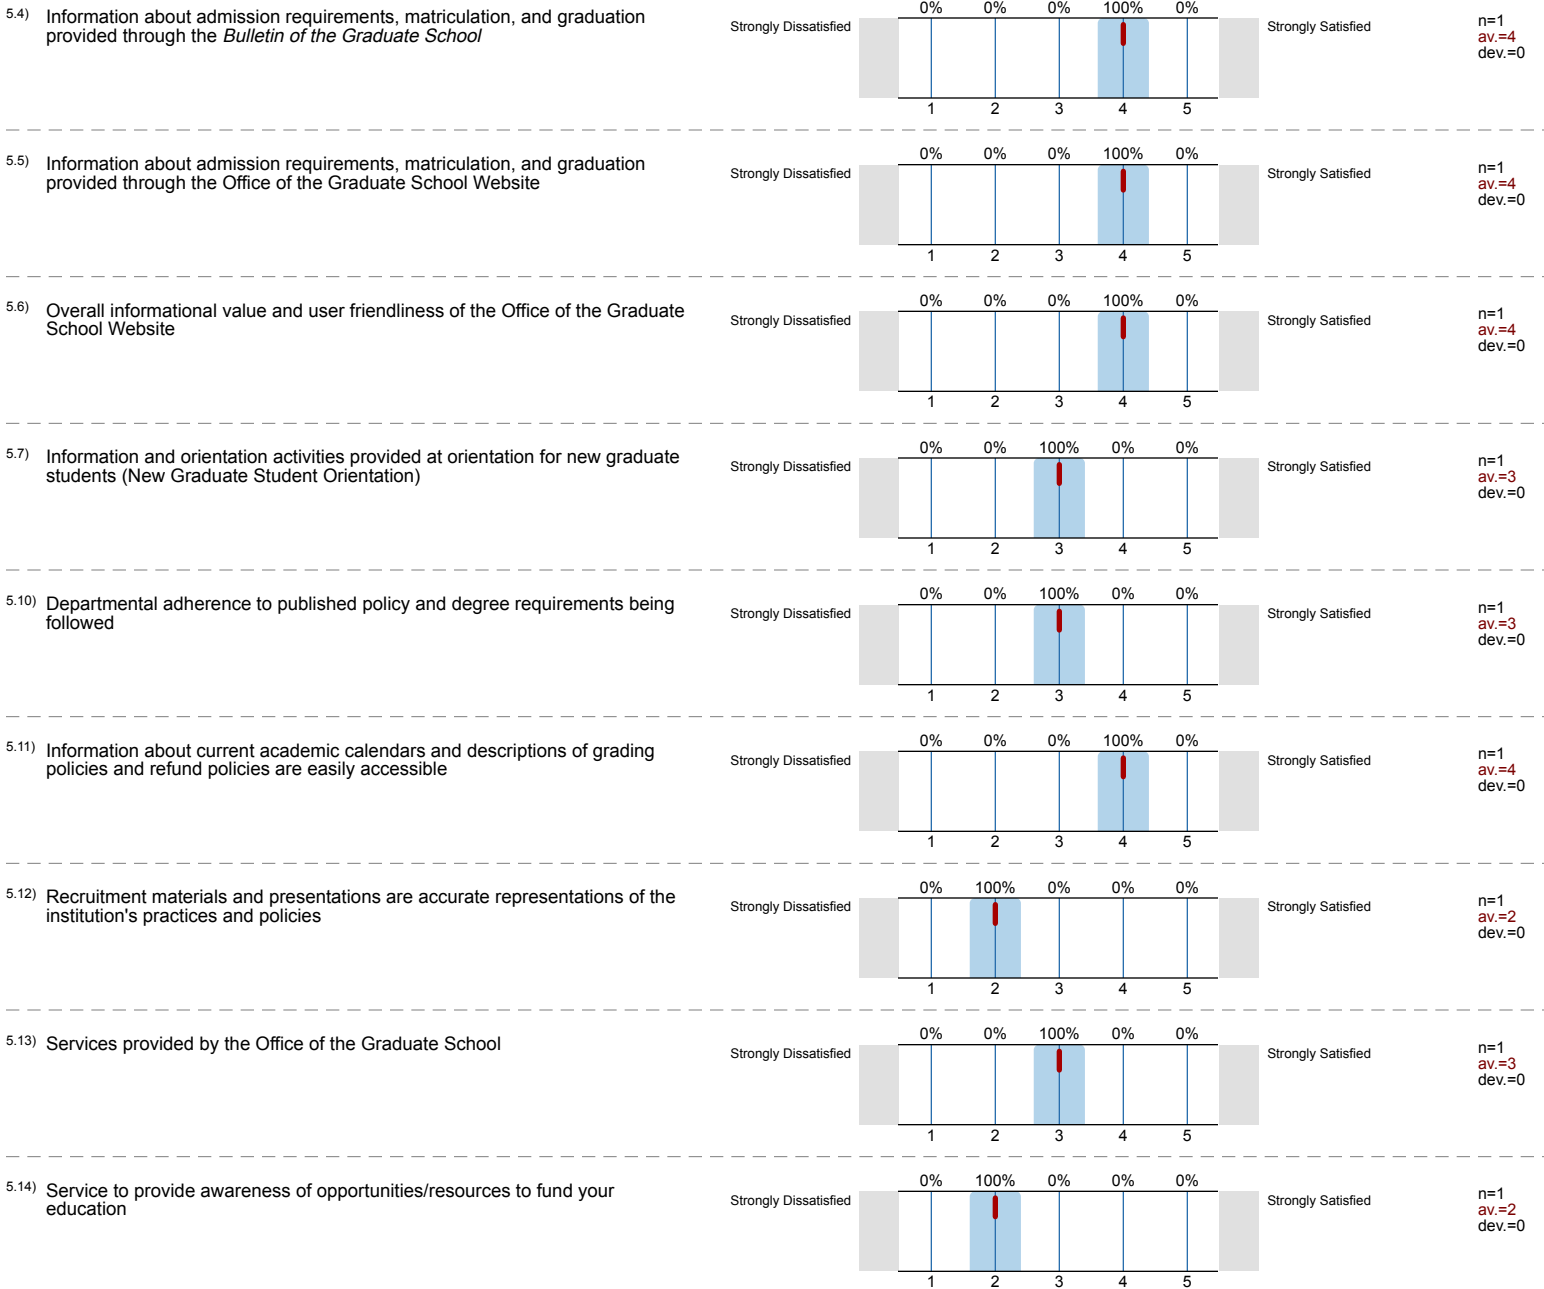 5.4) Information about admission requirements, matriculation, and graduation
provided through the Bulletin of the Graduate School
Strongly Dissatisfied
0% 0% 0% 100% 0%
1 2 3 4 5
Strongly Satisfied
n=1
av.=4
dev.=0
5.5) Information about admission requirements, matriculation, and graduation
provided through the Office of the Graduate School Website
Strongly Dissatisfied
0% 0% 0% 100% 0%
1 2 3 4 5
Strongly Satisfied
n=1
av.=4
dev.=0
5.6) Overall informational value and user friendliness of the Office of the Graduate
School Website
Strongly Dissatisfied
0% 0% 0% 100% 0%
1 2 3 4 5
Strongly Satisfied
n=1
av.=4
dev.=0
5.7) Information and orientation activities provided at orientation for new graduate
students (New Graduate Student Orientation)
Strongly Dissatisfied
0% 0% 100% 0% 0%
1 2 3 4 5
Strongly Satisfied
n=1
av.=3
dev.=0
5.10) Departmental adherence to published policy and degree requirements being
followed
Strongly Dissatisfied
0% 0% 100% 0% 0%
1 2 3 4 5
Strongly Satisfied
n=1
av.=3
dev.=0
5.11) Information about current academic calendars and descriptions of grading
policies and refund policies are easily accessible
Strongly Dissatisfied
0% 0% 0% 100% 0%
1 2 3 4 5
Strongly Satisfied
n=1
av.=4
dev.=0
5.12) Recruitment materials and presentations are accurate representations of the
institution's practices and policies
Strongly Dissatisfied
0% 100% 0% 0% 0%
1 2 3 4 5
Strongly Satisfied
n=1
av.=2
dev.=0
5.13) Services provided by the Office of the Graduate School
Strongly Dissatisfied
0% 0% 100% 0% 0%
1 2 3 4 5
Strongly Satisfied
n=1
av.=3
dev.=0
5.14) Service to provide awareness of opportunities/resources to fund your
education
Strongly Dissatisfied
0% 100% 0% 0% 0%
1 2 3 4 5
Strongly Satisfied
n=1
av.=2
dev.=0